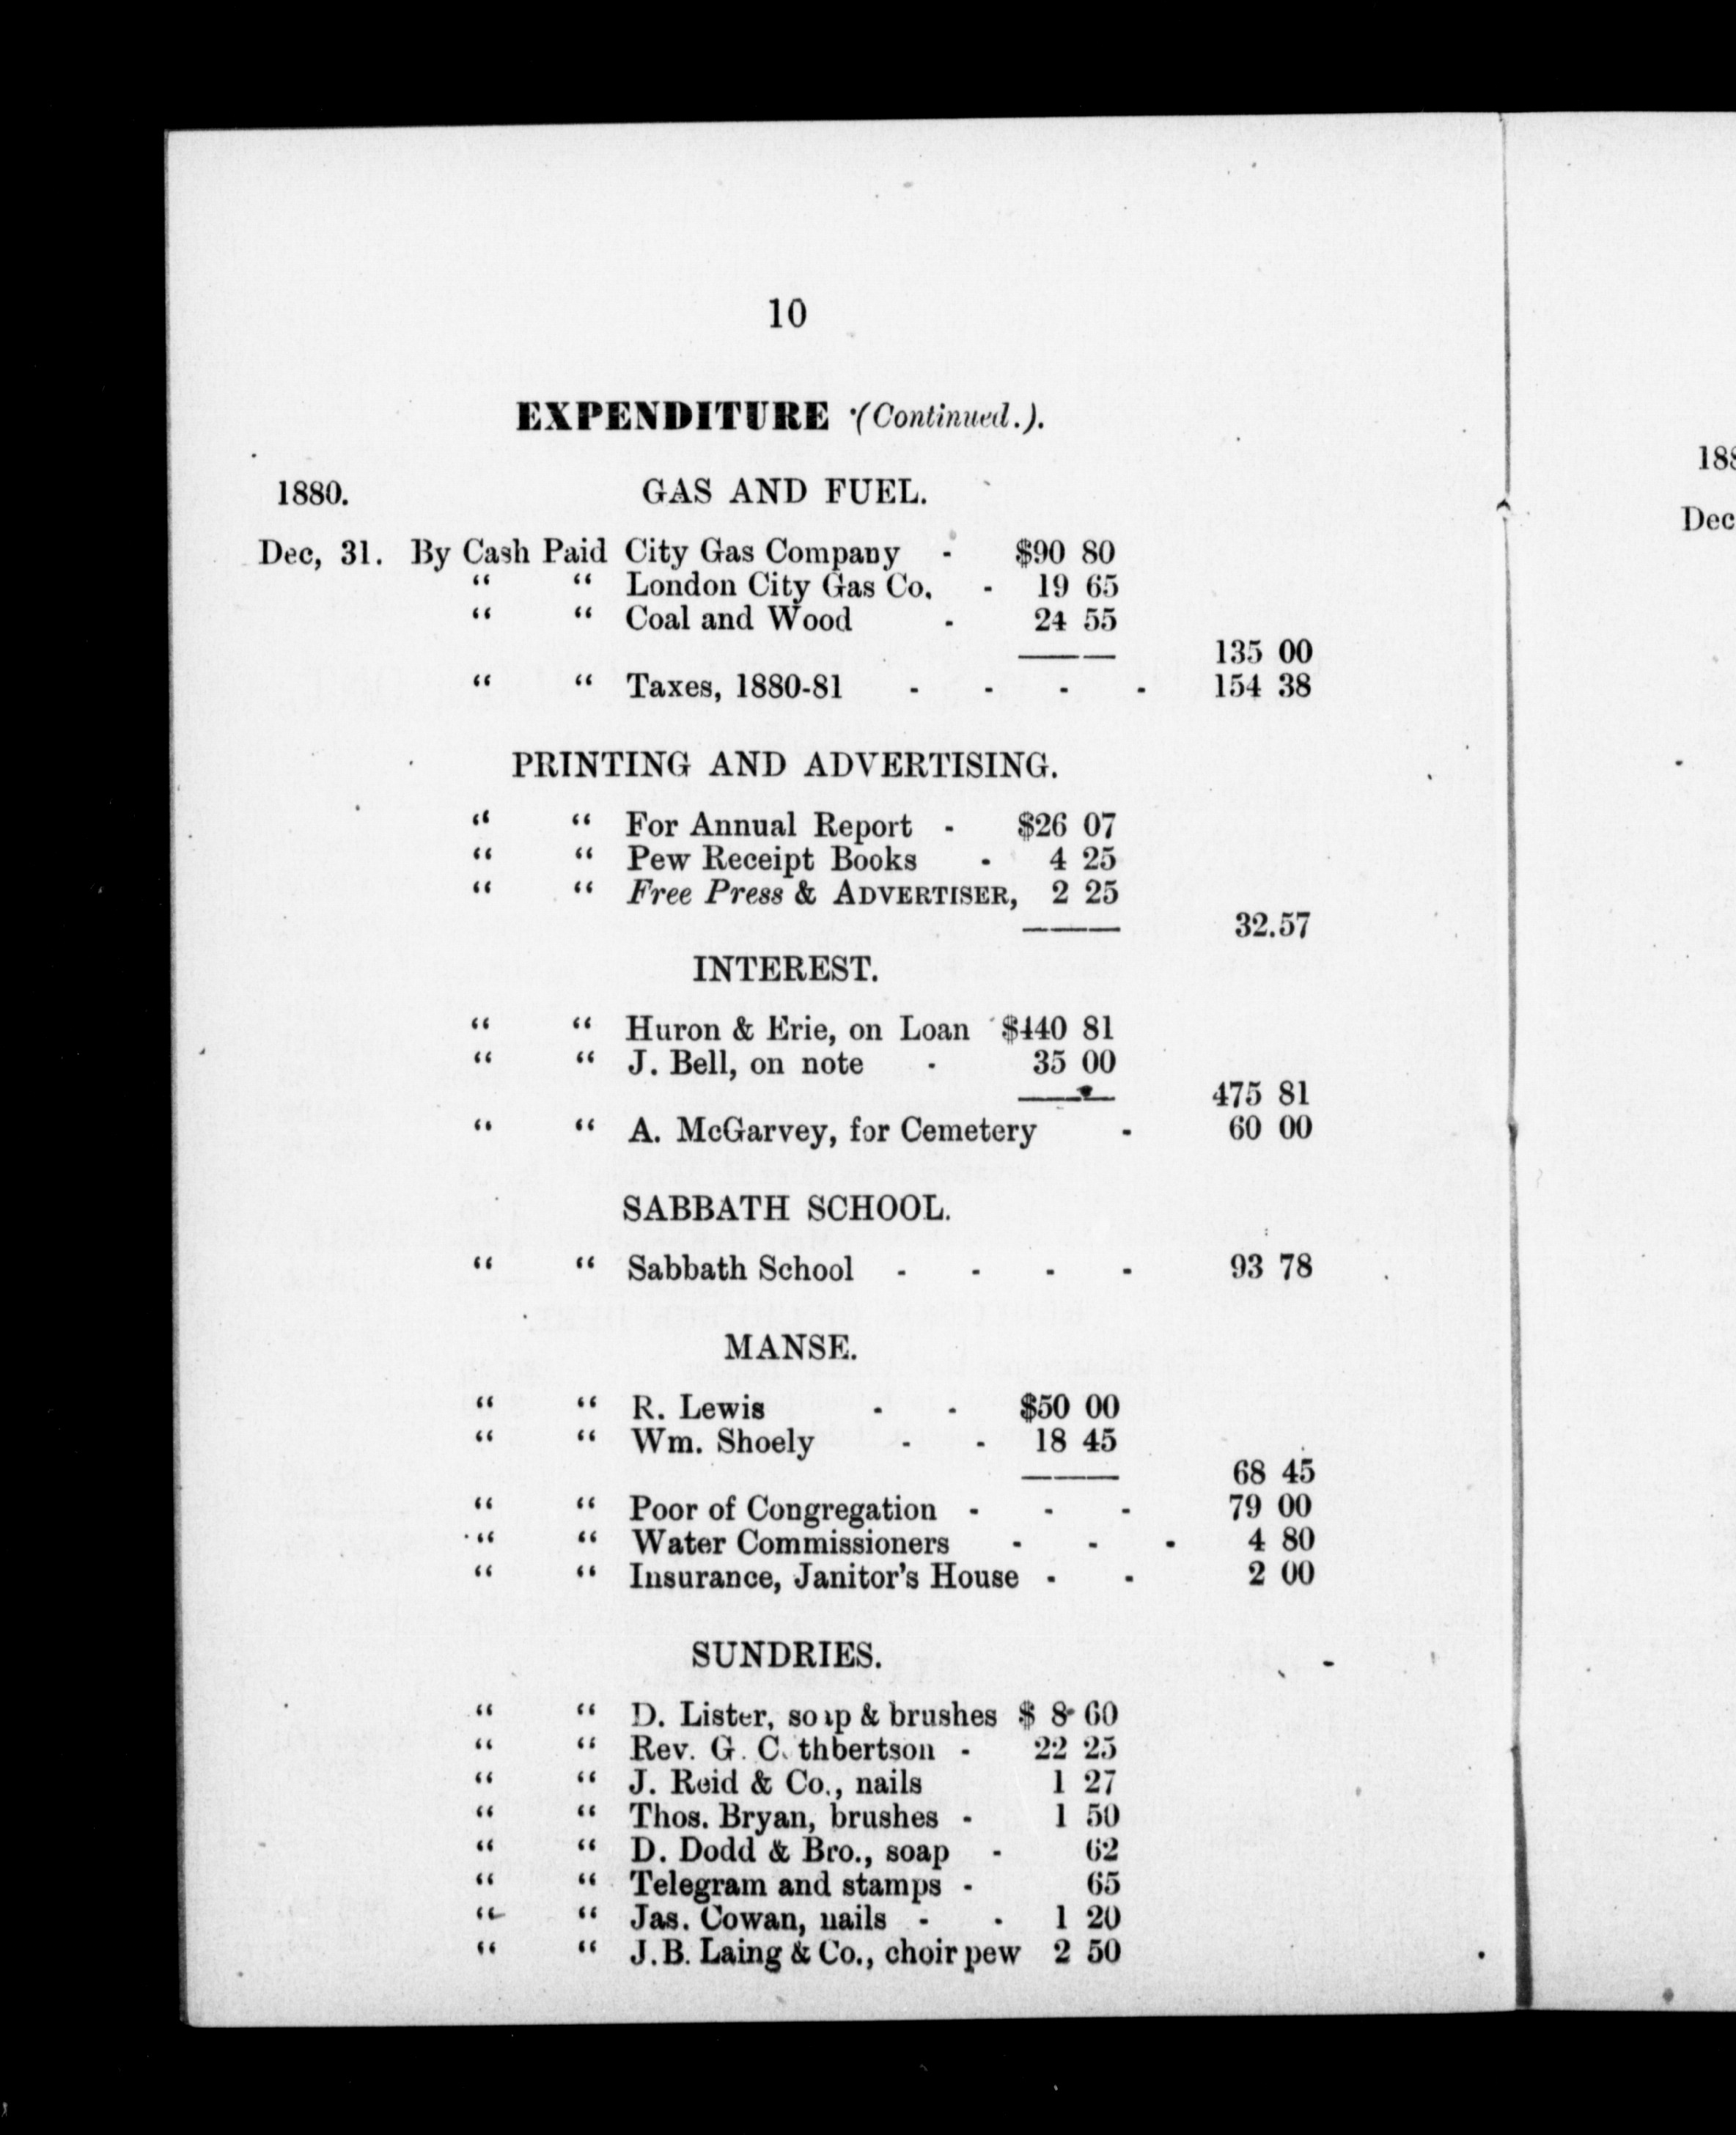 10
EXPENDITURE (Continued.).
1880. GAS AND FUEL.
Dec, 31. By Cash Paid City Gas Company - $90 80
“ “ London City Gas Co. - 19 65
“ “ Coal and Wood - 24 55
135 00
“ “ Taxes, 1880-81 - - - - 154 38
PRINTING AND ADVERTISING.
“ “ For Annual Report - $26 07
“ “ Pew Receipt Books - 4 25
“ “ Free Press & ADVERTISER, 2 25
32.57
INTEREST.
“ “ Huron & Erie, on Loan $440 81
“ “ J. Bell, on note - 35 00
475 81
“ “ A. McGarvey, for Cemetery - 60 00
SABBATH SCHOOL.
“ “ Sabbath School - - - - 93 78
MANSE.
“ “ R. Lewis - - $50 00
“ “ Wm. Shoely - - 18 45
68 45
“ “ Poor of Congregation - - - 79 00
“ “ Water Commissioners - - - 4 80
“ “ Insurance, Janitor's House - - 2 00
SUNDRIES.
“ “ D. Lister, soap & brushes $ 8 60
“ “ Rev. G. C thbertson - 22 25
“ “ J. Reid & Co., nails 1 27
“ “ Thos. Bryan, brushes - 1 50
“ “ D. Dodd & Bro., soap - 62
“ “ Telegram and stamps - 65
“ “ Jas. Cowan, nails - - 1 20
“ “ J.B. Laing & Co., choir pew 2 50
188
Dec